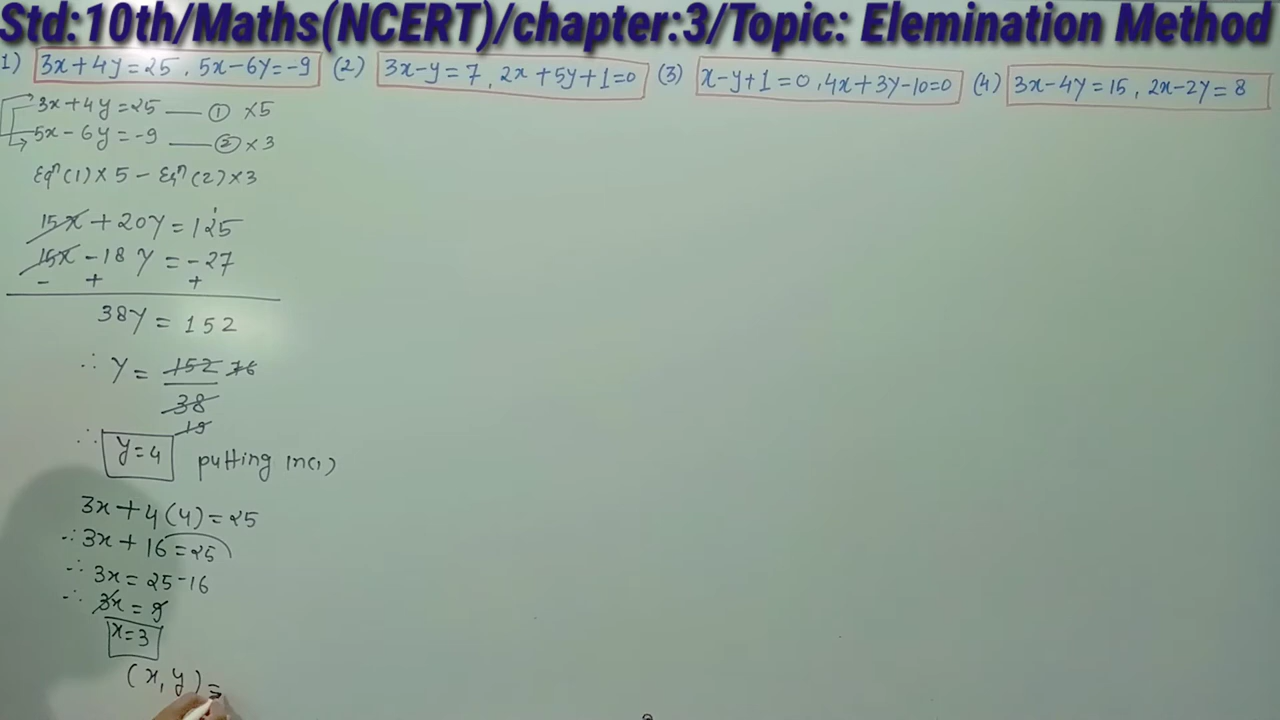 Std:10th/Maths(NCERT)/chapter:3/Topic: Elemination Method
1) 3x+4y=25 , 5x-6y=-9 (2) 3x-y=7 , 2x+5y+1=0 (3) x-y+1=0 , 4x+3y-10=0 (4) 3x-4y=15 , 2x-2y=8
3x+4y=25 — ① ×5
5x-6y=-9 — ② ×3
Eqⁿ(1)×5 - Eqⁿ(2)×3
15x+20y=125
15x-18y=-27
- + +
38y=152
∴ y = 152 76
38
19
∴ y=4 putting in(1)
3x+4(4)=25
∴ 3x+16=25
∴ 3x=25-16
∴ 3x=9
x=3
(x,y)=